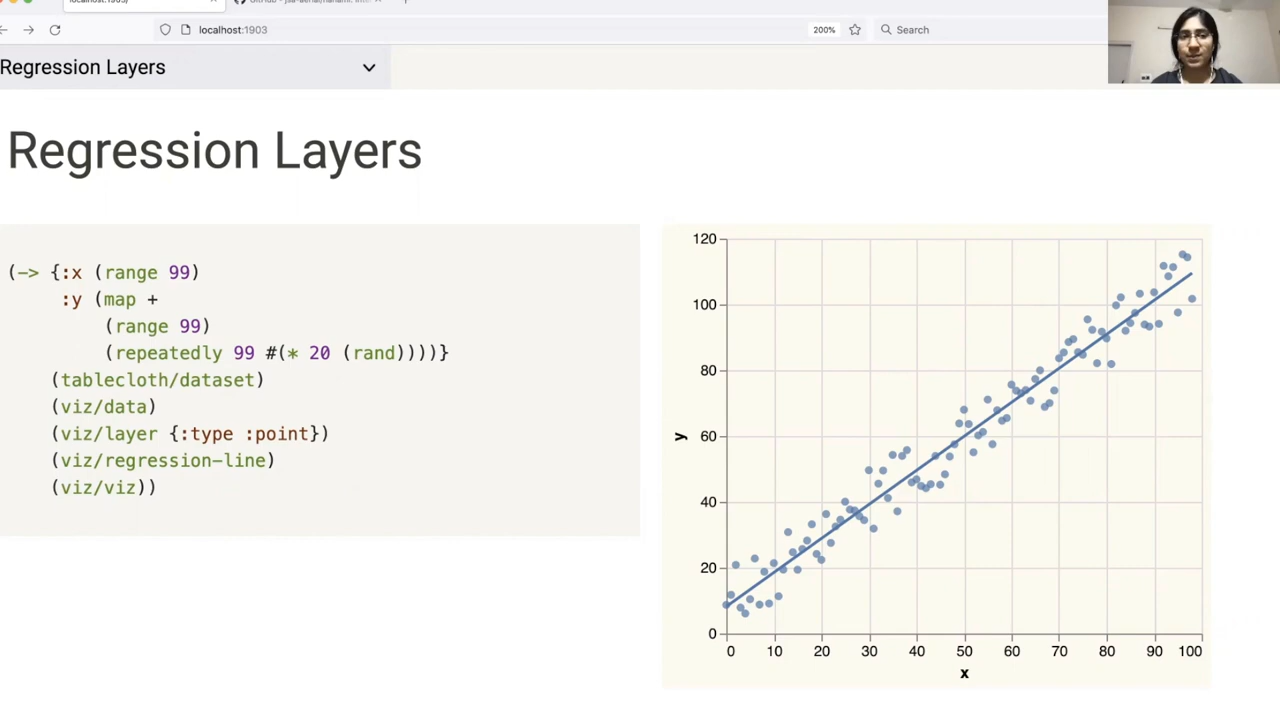 localhost:1903
200%
Search
Regression Layers
Regression Layers
(-> {:x (range 99)
:y (map +
(range 99)
(repeatedly 99 #(* 20 (rand))))}
(tablecloth/dataset)
(viz/data)
(viz/layer {:type :point})
(viz/regression-line)
(viz/viz))
120
100
80
60
40
20
0
y
0 10 20 30 40 50 60 70 80 90 100
x